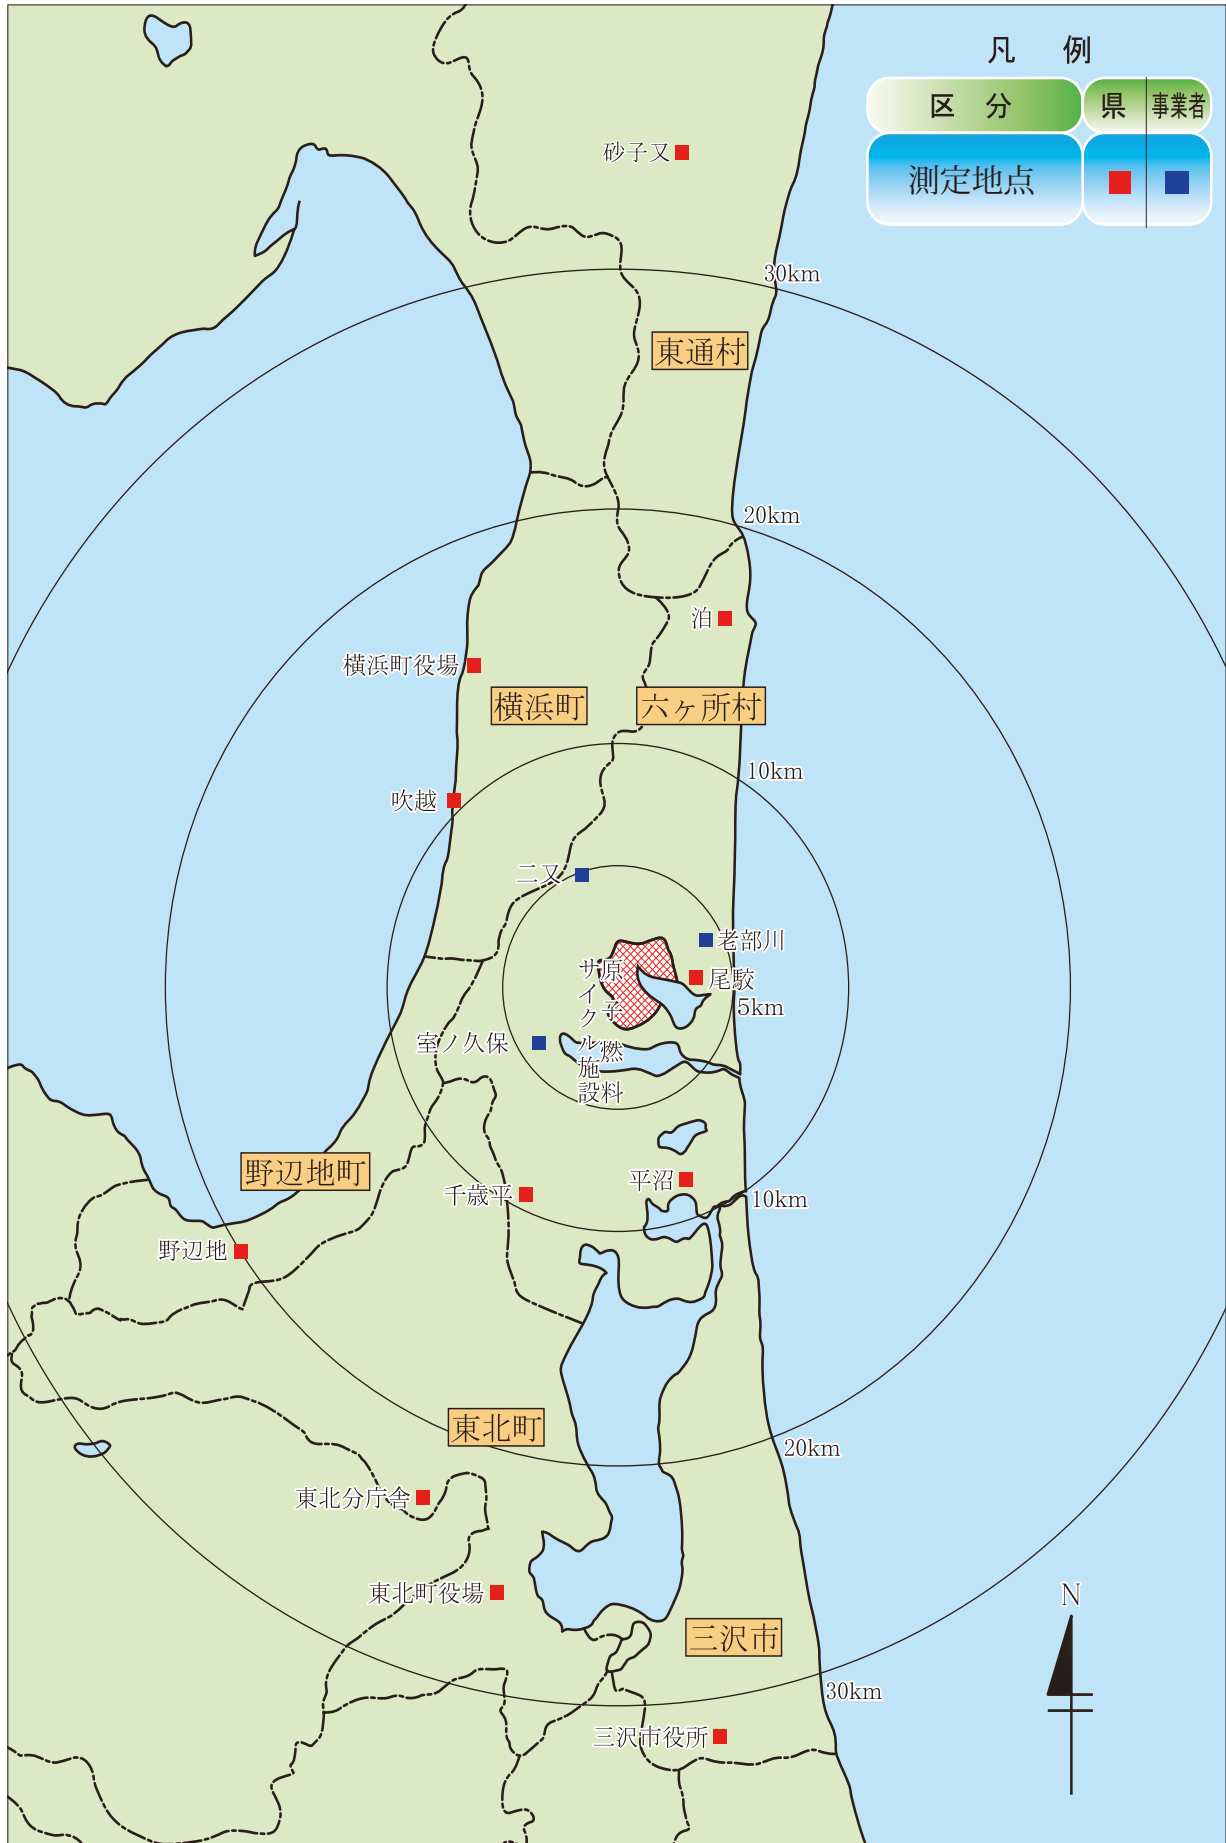 凡 例
区 分 県 事業者
測定地点
砂子又
30km
東通村
20km
泊
横浜町役場
横浜町
六ヶ所村
10km
吹越
二又
老部川
尾駮
5km
原子燃料
サイクル施設
室ノ久保
野辺地町
平沼
千歳平
10km
野辺地
東北町
20km
東北分庁舎
東北町役場
N
三沢市
30km
三沢市役所